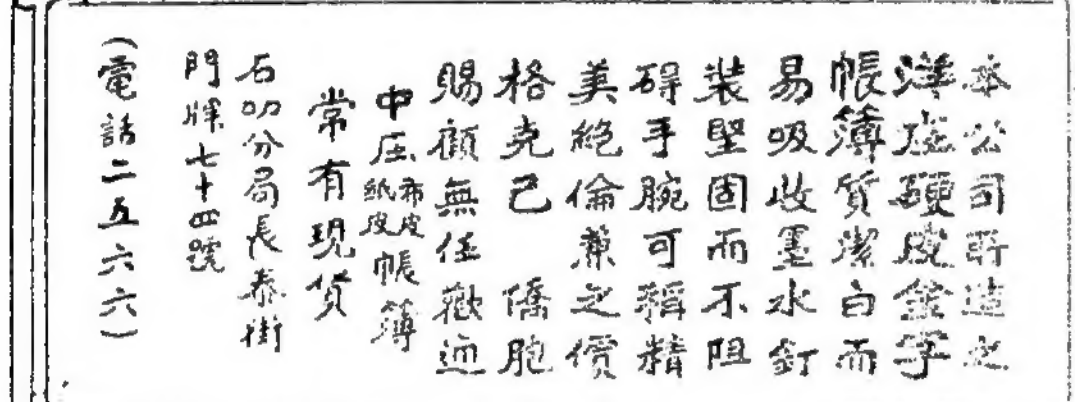 本公司所造之
洋庄硬皮金字
帳簿質潔白而
易吸收墨水釘
裝堅固而不阻
碍手腕可稱精
美絕倫兼之價
格克己　僑胞
賜顧無任歡迎
中压布皮紙皮帳簿
常有現貨
石叻分局長泰街
門牌七十四號
(電話二五六六)